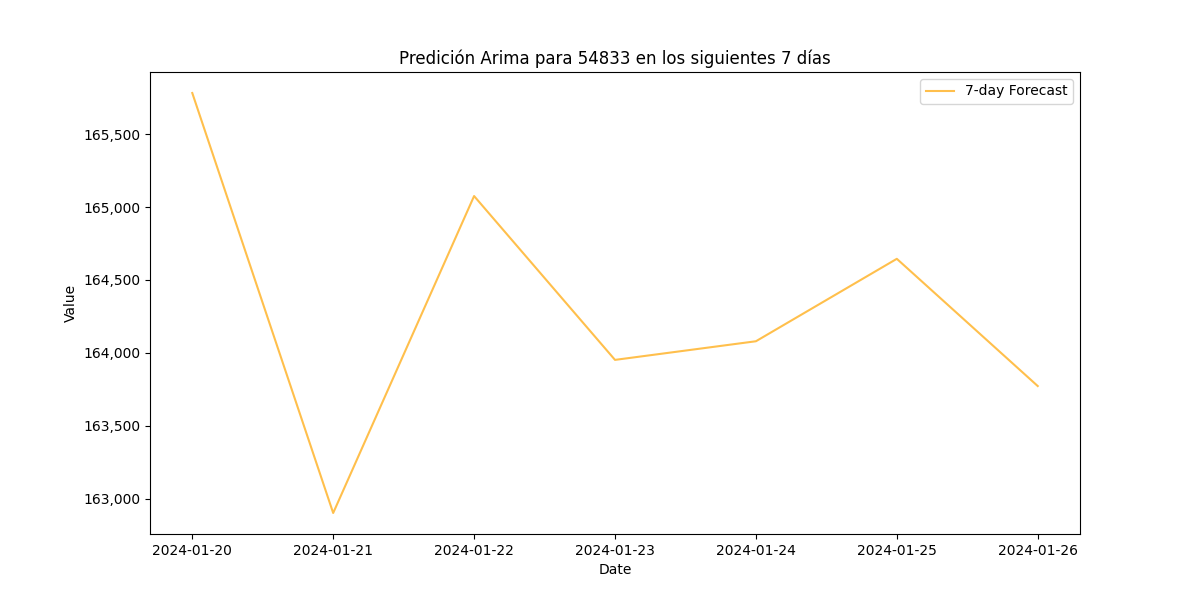 Predición Arima para 54833 en los siguientes 7 días
7-day Forecast
165,500
165,000
164,500
164,000
163,500
163,000
Value
2024-01-20 2024-01-21 2024-01-22 2024-01-23 2024-01-24 2024-01-25 2024-01-26
Date